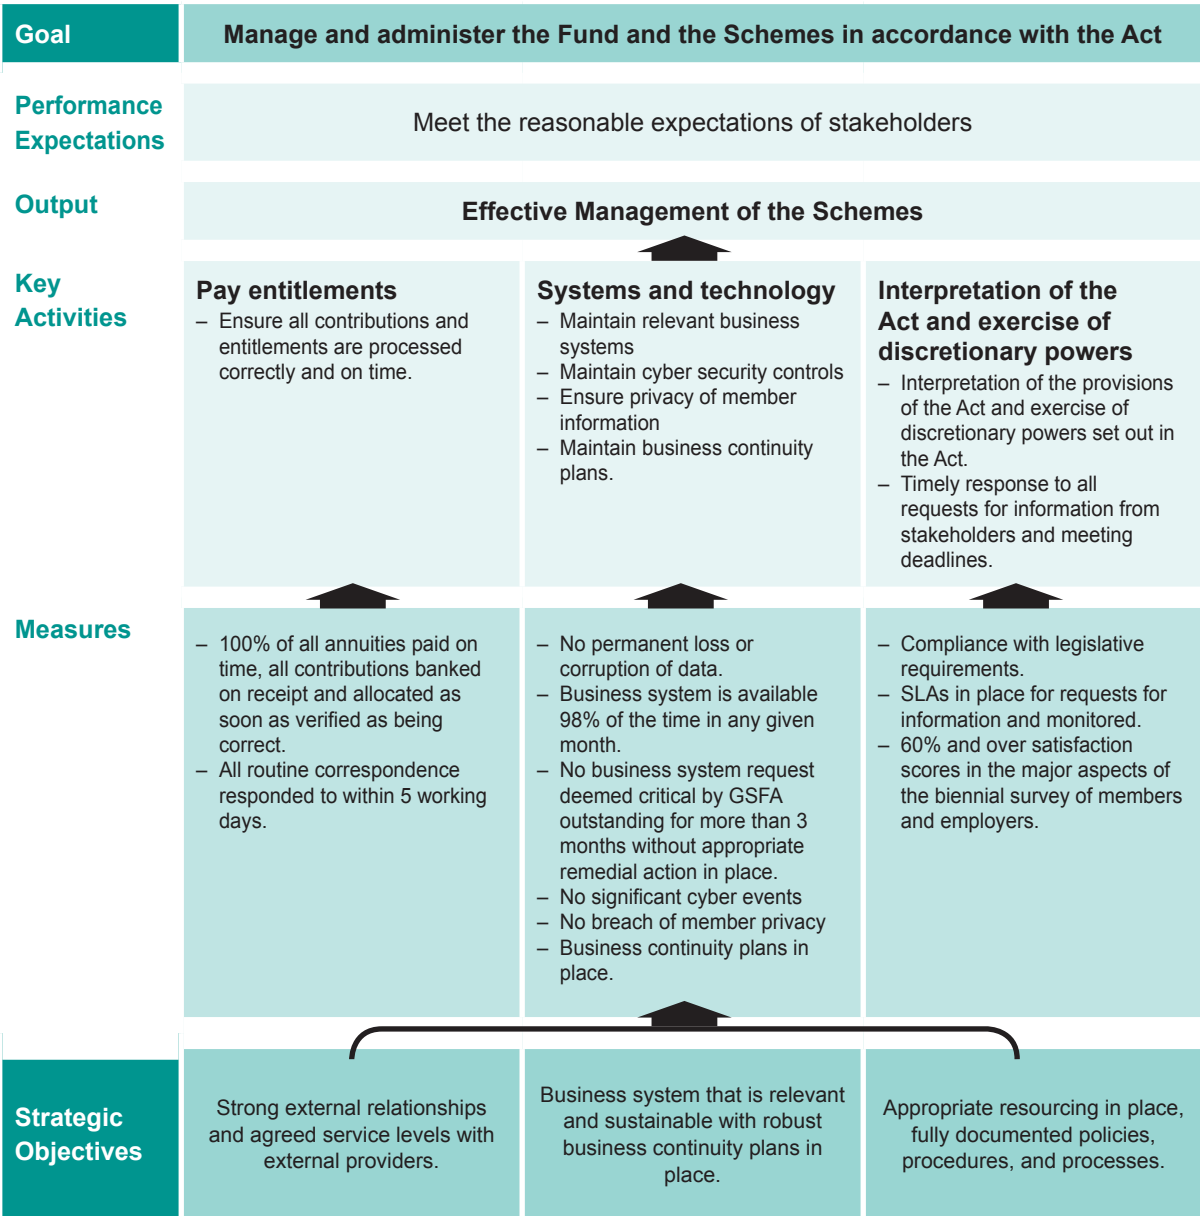 Goal
Manage and administer the Fund and the Schemes in accordance with the Act
Performance
Expectations
Meet the reasonable expectations of stakeholders
Output
Effective Management of the Schemes
Key
Activities
Pay entitlements
– Ensure all contributions and
entitlements are processed
correctly and on time.
Systems and technology
– Maintain relevant business
systems
– Maintain cyber security controls
– Ensure privacy of member
information
– Maintain business continuity
plans.
Interpretation of the
Act and exercise of
discretionary powers
– Interpretation of the provisions
of the Act and exercise of
discretionary powers set out in
the Act.
– Timely response to all
requests for information from
stakeholders and meeting
deadlines.
Measures
– 100% of all annuities paid on
time, all contributions banked
on receipt and allocated as
soon as verified as being
correct.
– All routine correspondence
responded to within 5 working
days.
– No permanent loss or
corruption of data.
– Business system is available
98% of the time in any given
month.
– No business system request
deemed critical by GSFA
outstanding for more than 3
months without appropriate
remedial action in place.
– No significant cyber events
– No breach of member privacy
– Business continuity plans in
place.
– Compliance with legislative
requirements.
– SLAs in place for requests for
information and monitored.
– 60% and over satisfaction
scores in the major aspects of
the biennial survey of members
and employers.
Strategic
Objectives
Strong external relationships
and agreed service levels with
external providers.
Business system that is relevant
and sustainable with robust
business continuity plans in
place.
Appropriate resourcing in place,
fully documented policies,
procedures, and processes.